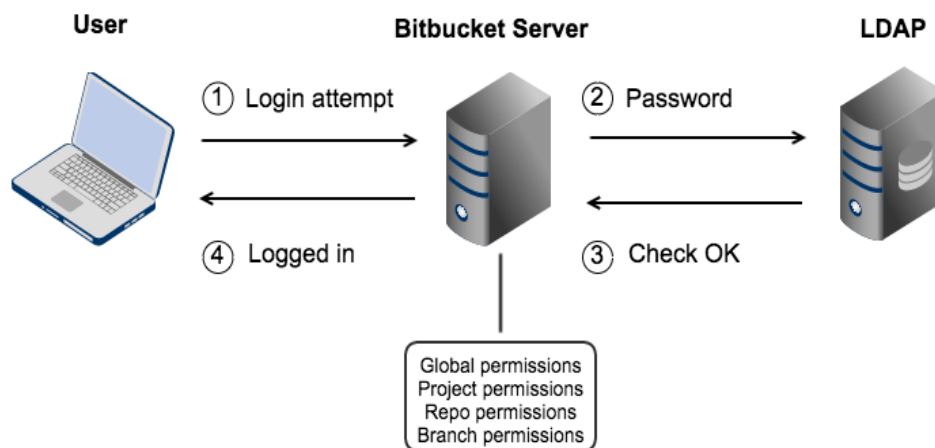 User
Bitbucket Server
LDAP
1 Login attempt
2 Password
4 Logged in
3 Check OK
Global permissions
Project permissions
Repo permissions
Branch permissions